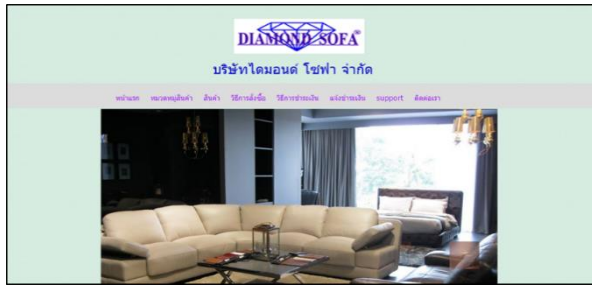 DIAMOND SOFA®
บริษัทไดมอนด์ โซฟา จำกัด
หน้าแรก หมวดหมู่สินค้า สินค้า วิธีการสั่งซื้อ วิธีการชำระเงิน แจ้งชำระเงิน support ติดต่อเรา